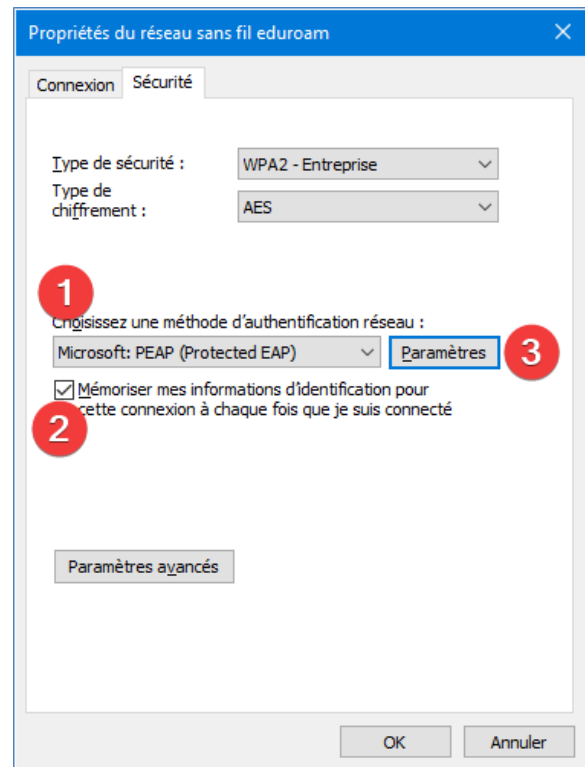 Propriétés du réseau sans fil eduroam
Connexion
Sécurité
Type de sécurité :
WPA2 - Entreprise
Type de
chiffrement :
AES
1
Choisissez une méthode d'authentification réseau :
Microsoft: PEAP (Protected EAP)
Paramètres
3
Mémoriser mes informations d'identification pour
cette connexion à chaque fois que je suis connecté
2
Paramètres avancés
OK
Annuler